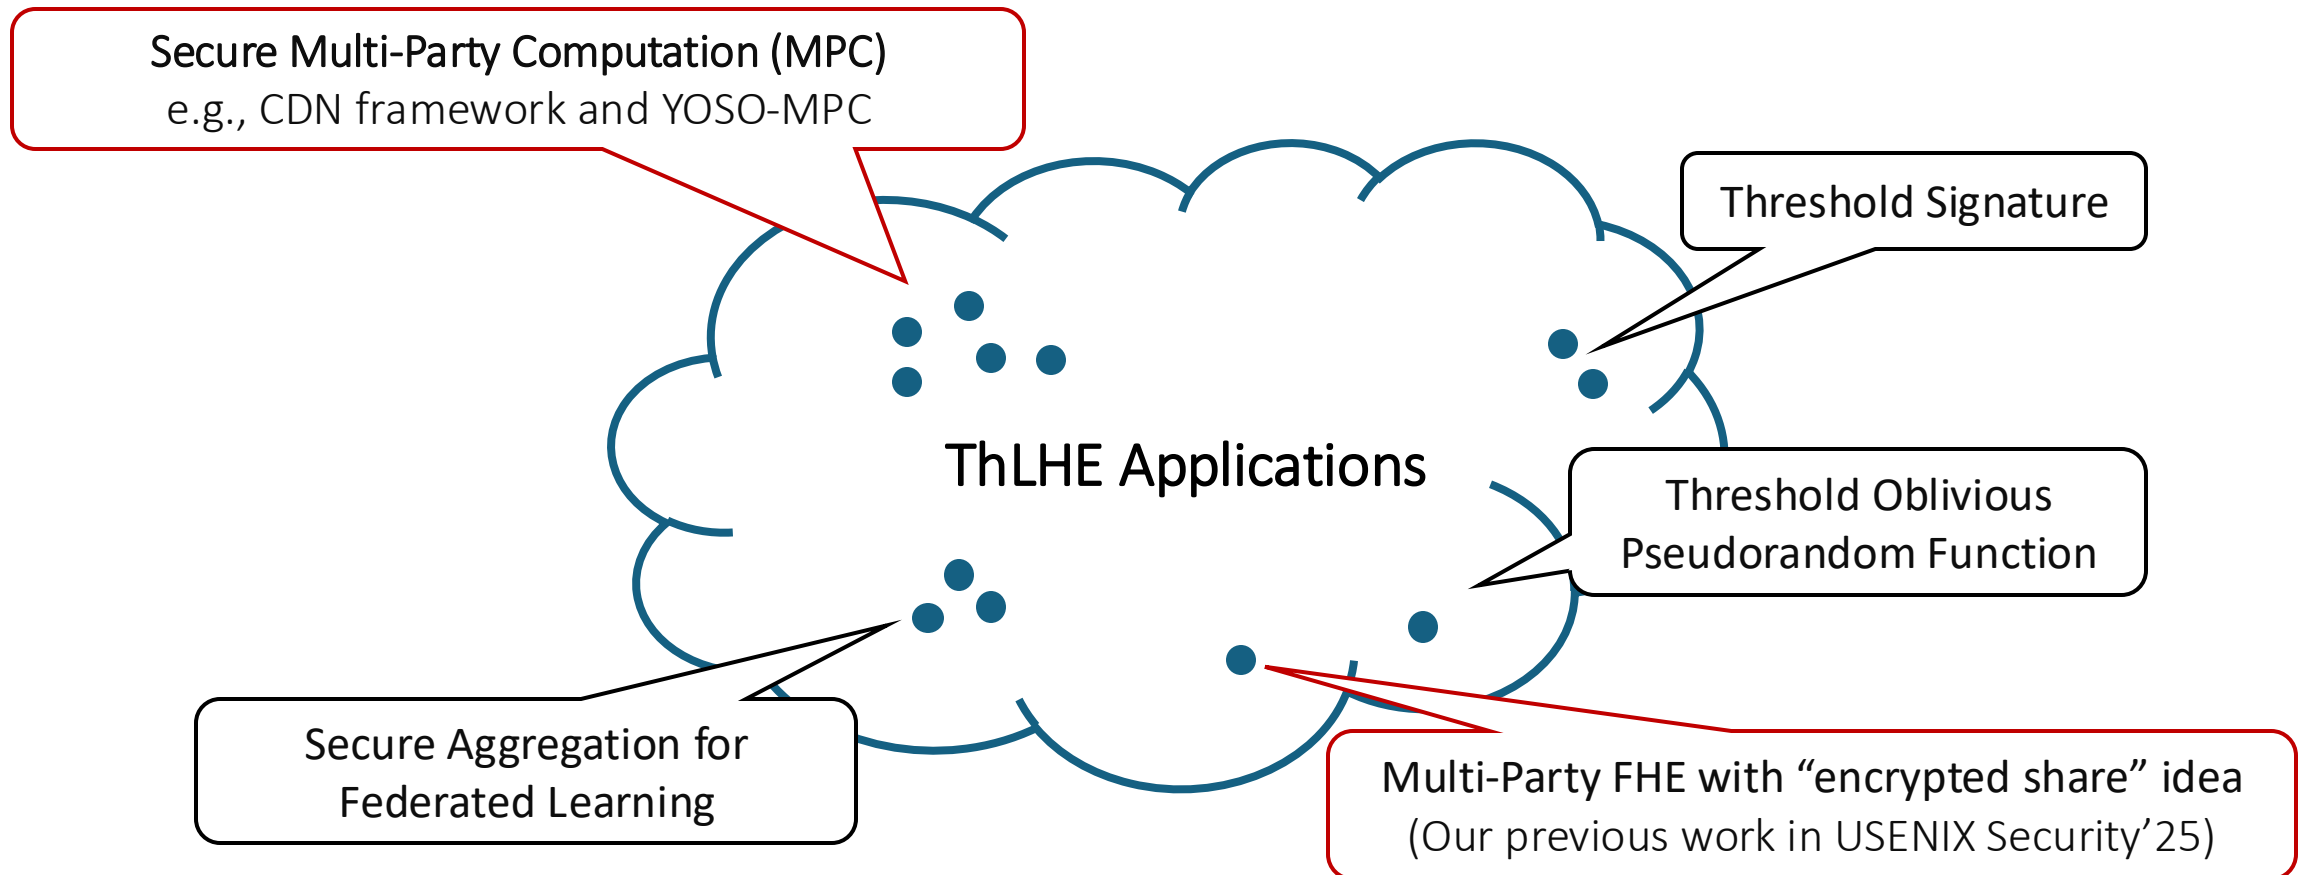 Secure Multi-Party Computation (MPC)
e.g., CDN framework and YOSO-MPC
Threshold Signature
ThLHE Applications
Threshold Oblivious
Pseudorandom Function
Secure Aggregation for
Federated Learning
Multi-Party FHE with “encrypted share” idea
(Our previous work in USENIX Security’25)